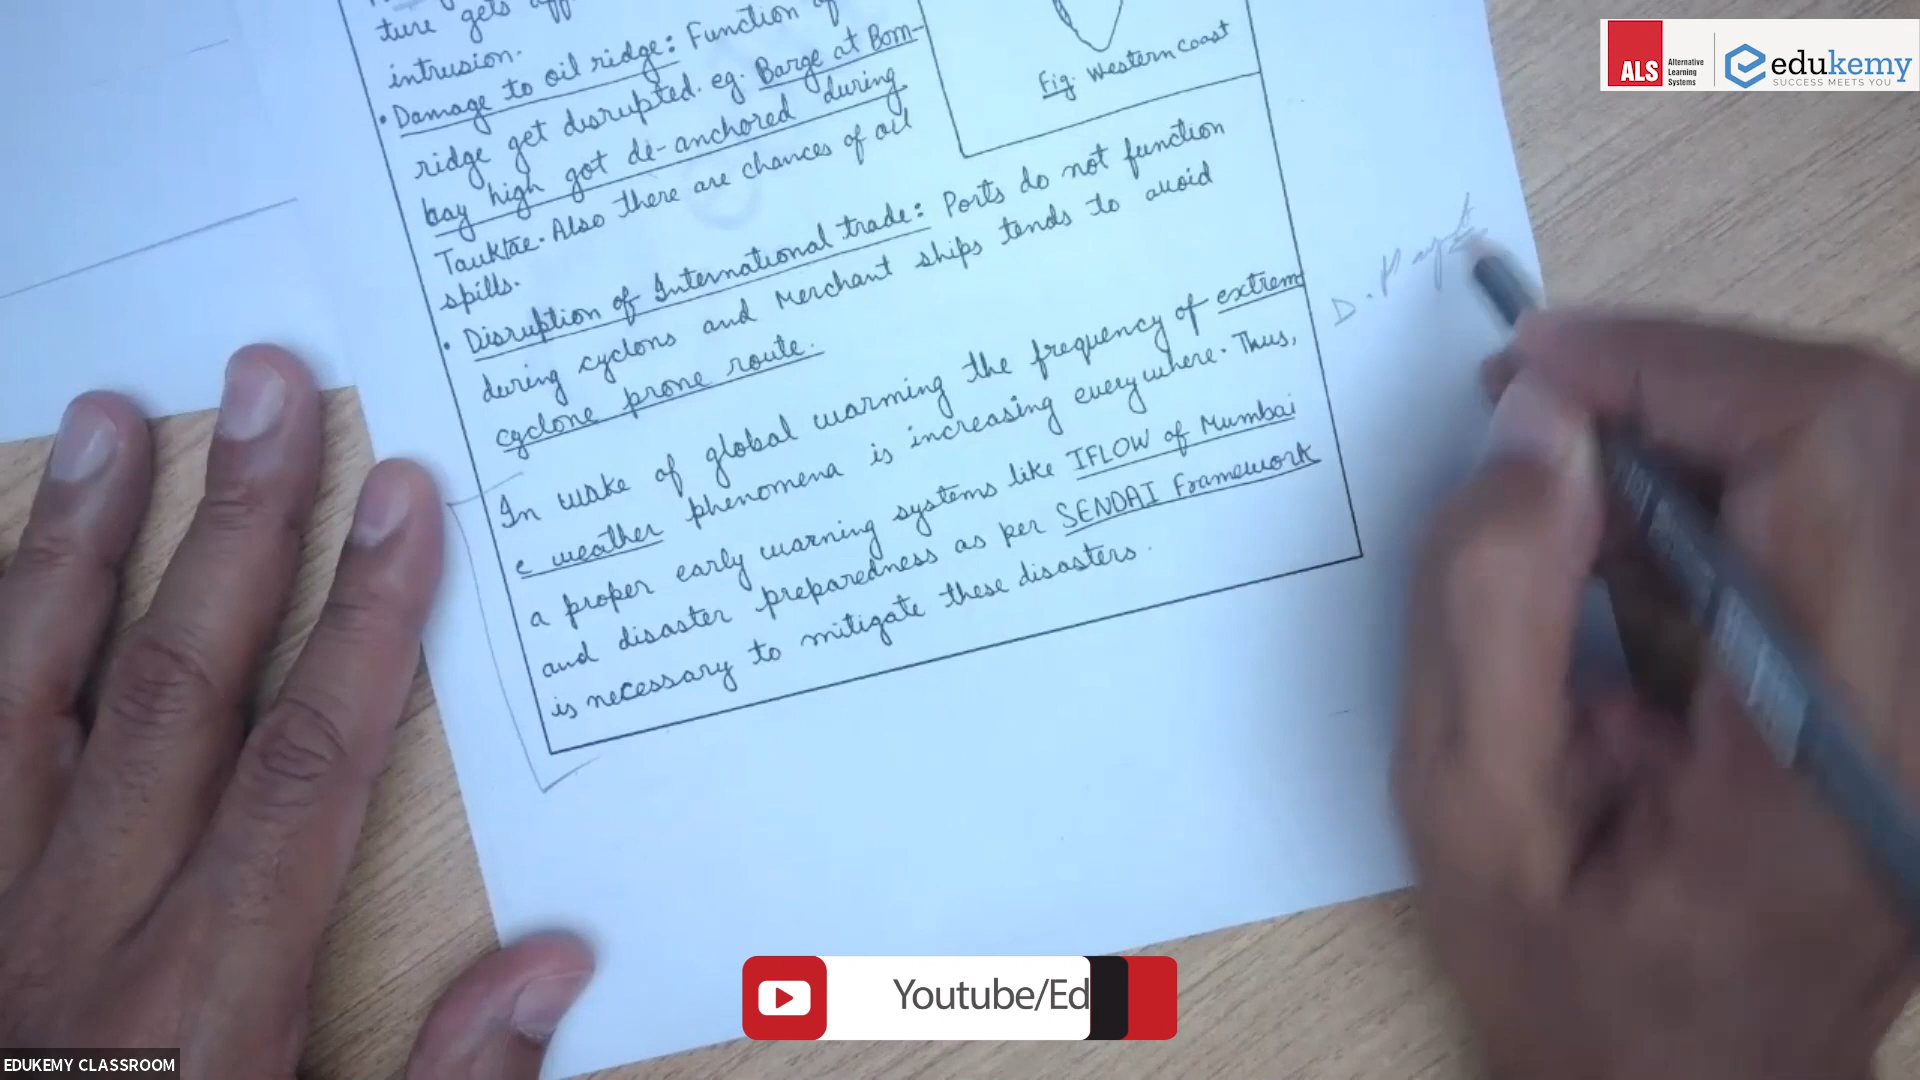 ture gets
intrusion.
• Damage to oil ridge: Function
ridge get disrupted. eg. Barge at Bom-
bay high got de-anchored during
Tauktae. Also there are chances of oil
spills.
Fig. Western coast
• Disruption of International trade: Ports do not function
during cyclons and Merchant ships tends to avoid
cyclone prone route.
In wake of global warming the frequency of extrem
e weather phenomena is increasing everywhere. Thus,
a proper early warning systems like IFLOW of Mumbai
and disaster preparedness as per SENDAI Framework
is necessary to mitigate these disasters.
D.
ALS Alternative
Learning
Systems
edukemy
SUCCESS MEETS YOU
Youtube/Ed
EDUKEMY CLASSROOM